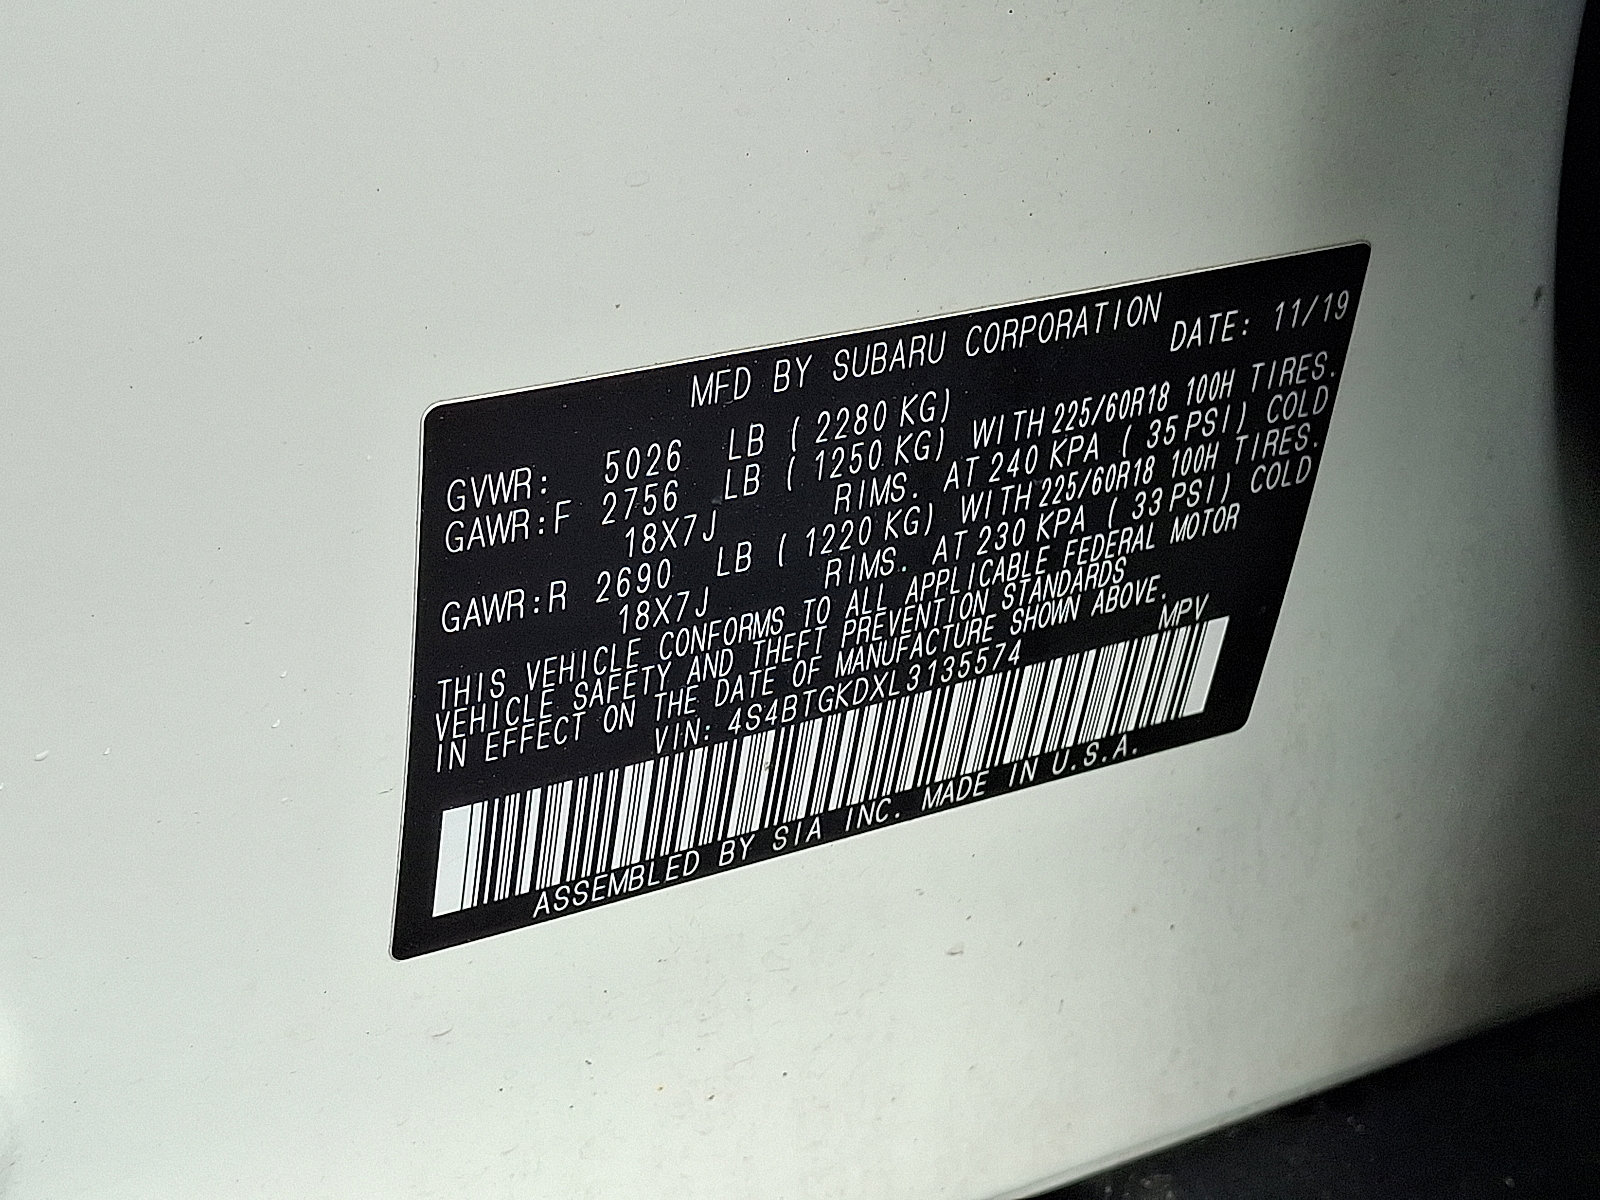 MFD BY SUBARU CORPORATION
DATE: 11/19
GVWR: 5026 LB ( 2280 KG)
GAWR:F 2756 LB ( 1250 KG) WITH 225/60R18 100H TIRES.
18X7J RIMS. AT 240 KPA ( 35 PSI) COLD
GAWR:R 2690 LB ( 1220 KG) WITH 225/60R18 100H TIRES.
18X7J RIMS. AT 230 KPA ( 33 PSI) COLD
THIS VEHICLE CONFORMS TO ALL APPLICABLE FEDERAL MOTOR
VEHICLE SAFETY AND THEFT PREVENTION STANDARDS
IN EFFECT ON THE DATE OF MANUFACTURE SHOWN ABOVE.
VIN: 4S4BTGKDXL3135574 MPV
ASSEMBLED BY SIA INC. MADE IN U.S.A.